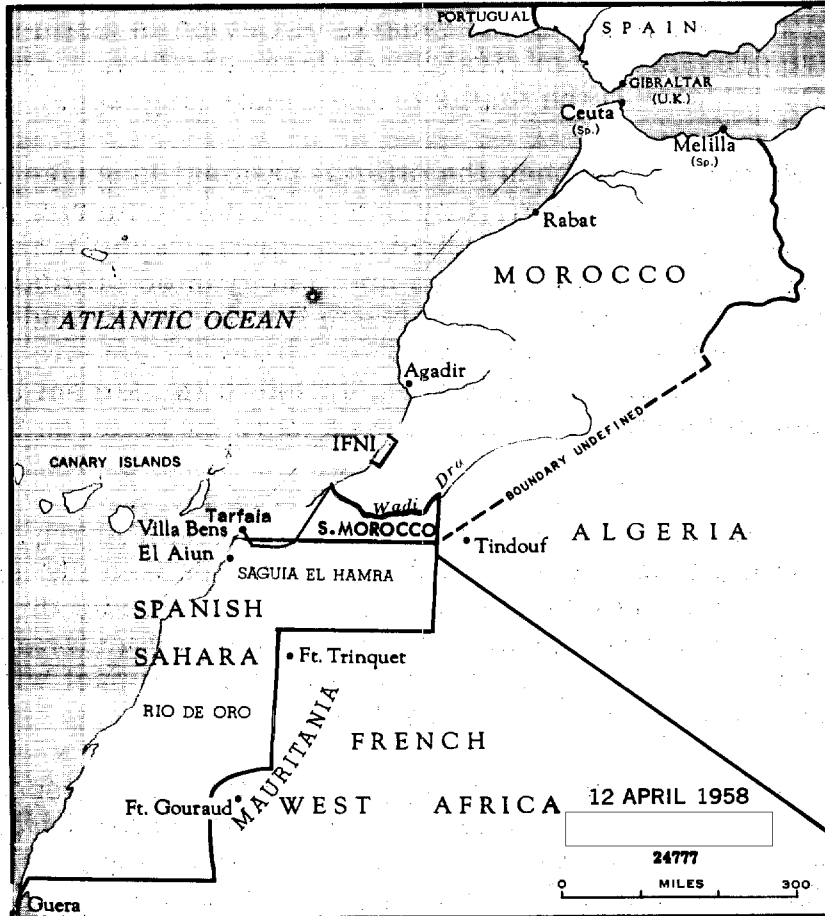 PORTUGUAL
SPAIN
GIBRALTAR
(U.K.)
Ceuta
(Sp.)
Melilla
(Sp.)
Rabat
MOROCCO
ATLANTIC OCEAN
Agadir
IFNI
CANARY ISLANDS
Wadi Dra
BOUNDARY UNDEFINED
Tarfaia
Villa Bens
S. MOROCCO
El Aiun
Tindouf
ALGERIA
SAGUIA EL HAMRA
SPANISH
SAHARA
Ft. Trinquet
RIO DE ORO
MAURITANIA
FRENCH
WEST AFRICA
Ft. Gouraud
12 APRIL 1958
24777
0 MILES 300
Guera